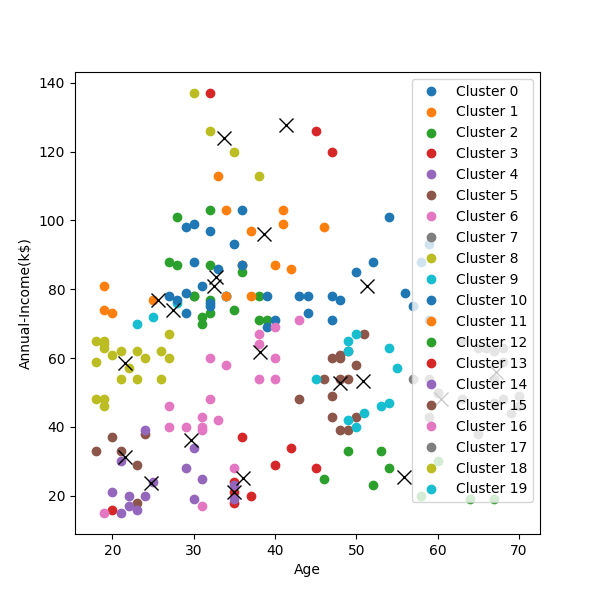 140
120
100
80
60
40
20
Annual-Income(k$)
20 30 40 50 60 70
Age
Cluster 0
Cluster 1
Cluster 2
Cluster 3
Cluster 4
Cluster 5
Cluster 6
Cluster 7
Cluster 8
Cluster 9
Cluster 10
Cluster 11
Cluster 12
Cluster 13
Cluster 14
Cluster 15
Cluster 16
Cluster 17
Cluster 18
Cluster 19